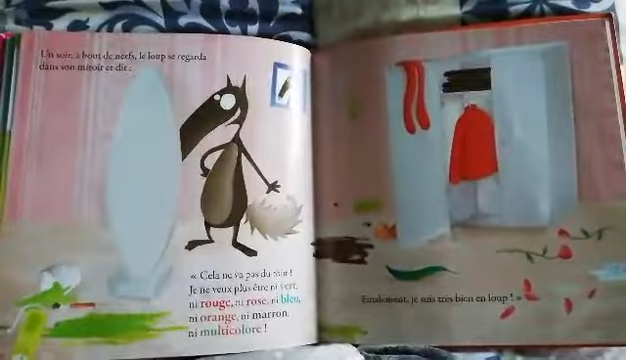 Un soir, à bout de nerfs, le loup se regarda
dans son miroir et dit :
« Cela ne va pas du tout !
Je ne veux plus être ni vert,
ni rouge, ni rose, ni bleu,
ni orange, ni marron,
ni multicolore !
Finalement, je suis très bien en loup ! »